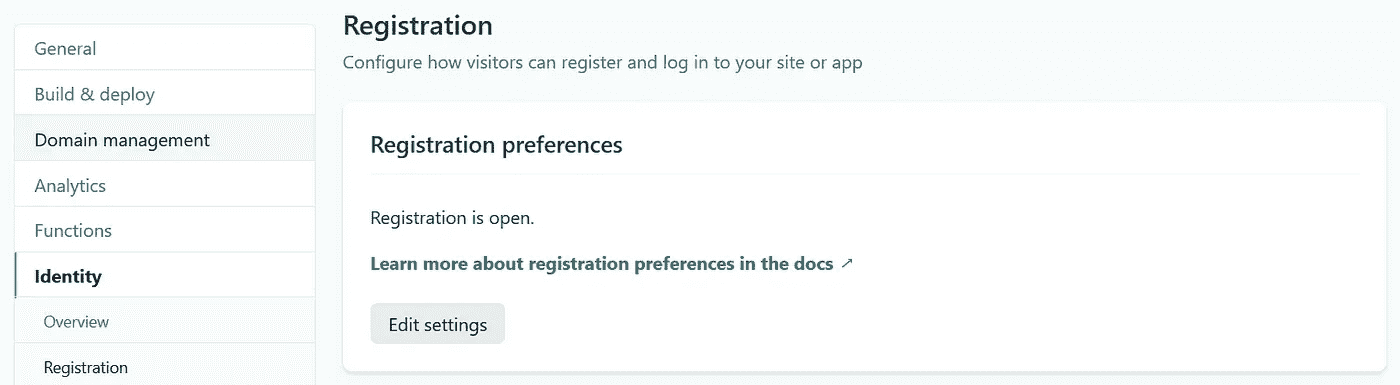 General
Build & deploy
Domain management
Analytics
Functions
Identity
Overview
Registration
Registration
Configure how visitors can register and log in to your site or app
Registration preferences
Registration is open.
Learn more about registration preferences in the docs ↗
Edit settings